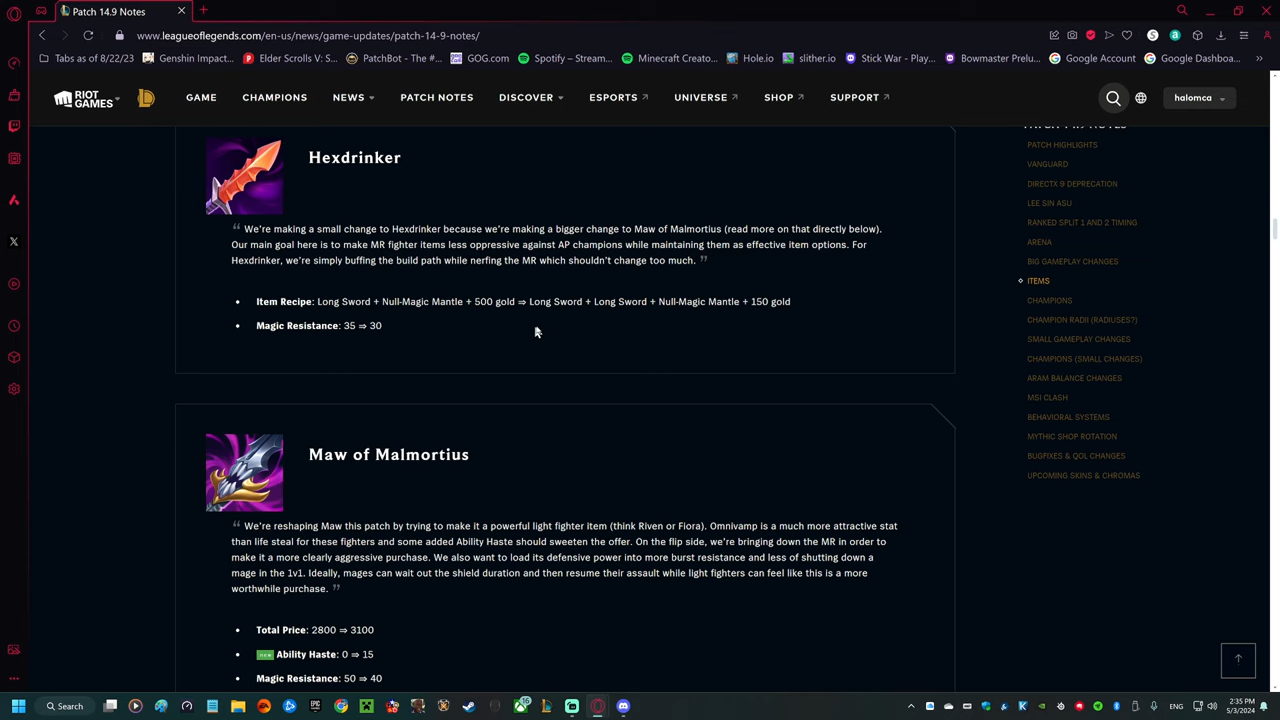 Patch 14.9 Notes
www.leagueoflegends.com/en-us/news/game-updates/patch-14-9-notes/
Tabs as of 8/22/23
Genshin Impact...
Elder Scrolls V: S...
PatchBot - The #...
GOG.com
Spotify – Stream...
Minecraft Creato...
Hole.io
slither.io
Stick War - Play...
Bowmaster Prelu...
Google Account
Google Dashboa...
RIOT GAMES
GAME
CHAMPIONS
NEWS
PATCH NOTES
DISCOVER
ESPORTS
UNIVERSE
SHOP
SUPPORT
halomca
Hexdrinker
“ We're making a small change to Hexdrinker because we're making a bigger change to Maw of Malmortius (read more on that directly below).
Our main goal here is to make MR fighter items less oppressive against AP champions while maintaining them as effective item options. For
Hexdrinker, we're simply buffing the build path while nerfing the MR which shouldn't change too much. ”
• Item Recipe: Long Sword + Null-Magic Mantle + 500 gold ⇒ Long Sword + Long Sword + Null-Magic Mantle + 150 gold
• Magic Resistance: 35 ⇒ 30
Maw of Malmortius
“ We're reshaping Maw this patch by trying to make it a powerful light fighter item (think Riven or Fiora). Omnivamp is a much more attractive stat
than life steal for these fighters and some added Ability Haste should sweeten the offer. On the flip side, we're bringing down the MR in order to
make it a more clearly aggressive purchase. We also want to load its defensive power into more burst resistance and less of shutting down a
mage in the 1v1. Ideally, mages can wait out the shield duration and then resume their assault while light fighters can feel like this is a more
worthwhile purchase. ”
• Total Price: 2800 ⇒ 3100
• new Ability Haste: 0 ⇒ 15
• Magic Resistance: 50 ⇒ 40
PATCH 14.9 NOTES
PATCH HIGHLIGHTS
VANGUARD
DIRECTX 9 DEPRECATION
LEE SIN ASU
RANKED SPLIT 1 AND 2 TIMING
ARENA
BIG GAMEPLAY CHANGES
ITEMS
CHAMPIONS
CHAMPION RADII (RADIUSES?)
SMALL GAMEPLAY CHANGES
CHAMPIONS (SMALL CHANGES)
ARAM BALANCE CHANGES
MSI CLASH
BEHAVIORAL SYSTEMS
MYTHIC SHOP ROTATION
BUGFIXES & QOL CHANGES
UPCOMING SKINS & CHROMAS
Search
2:35 PM
5/3/2024